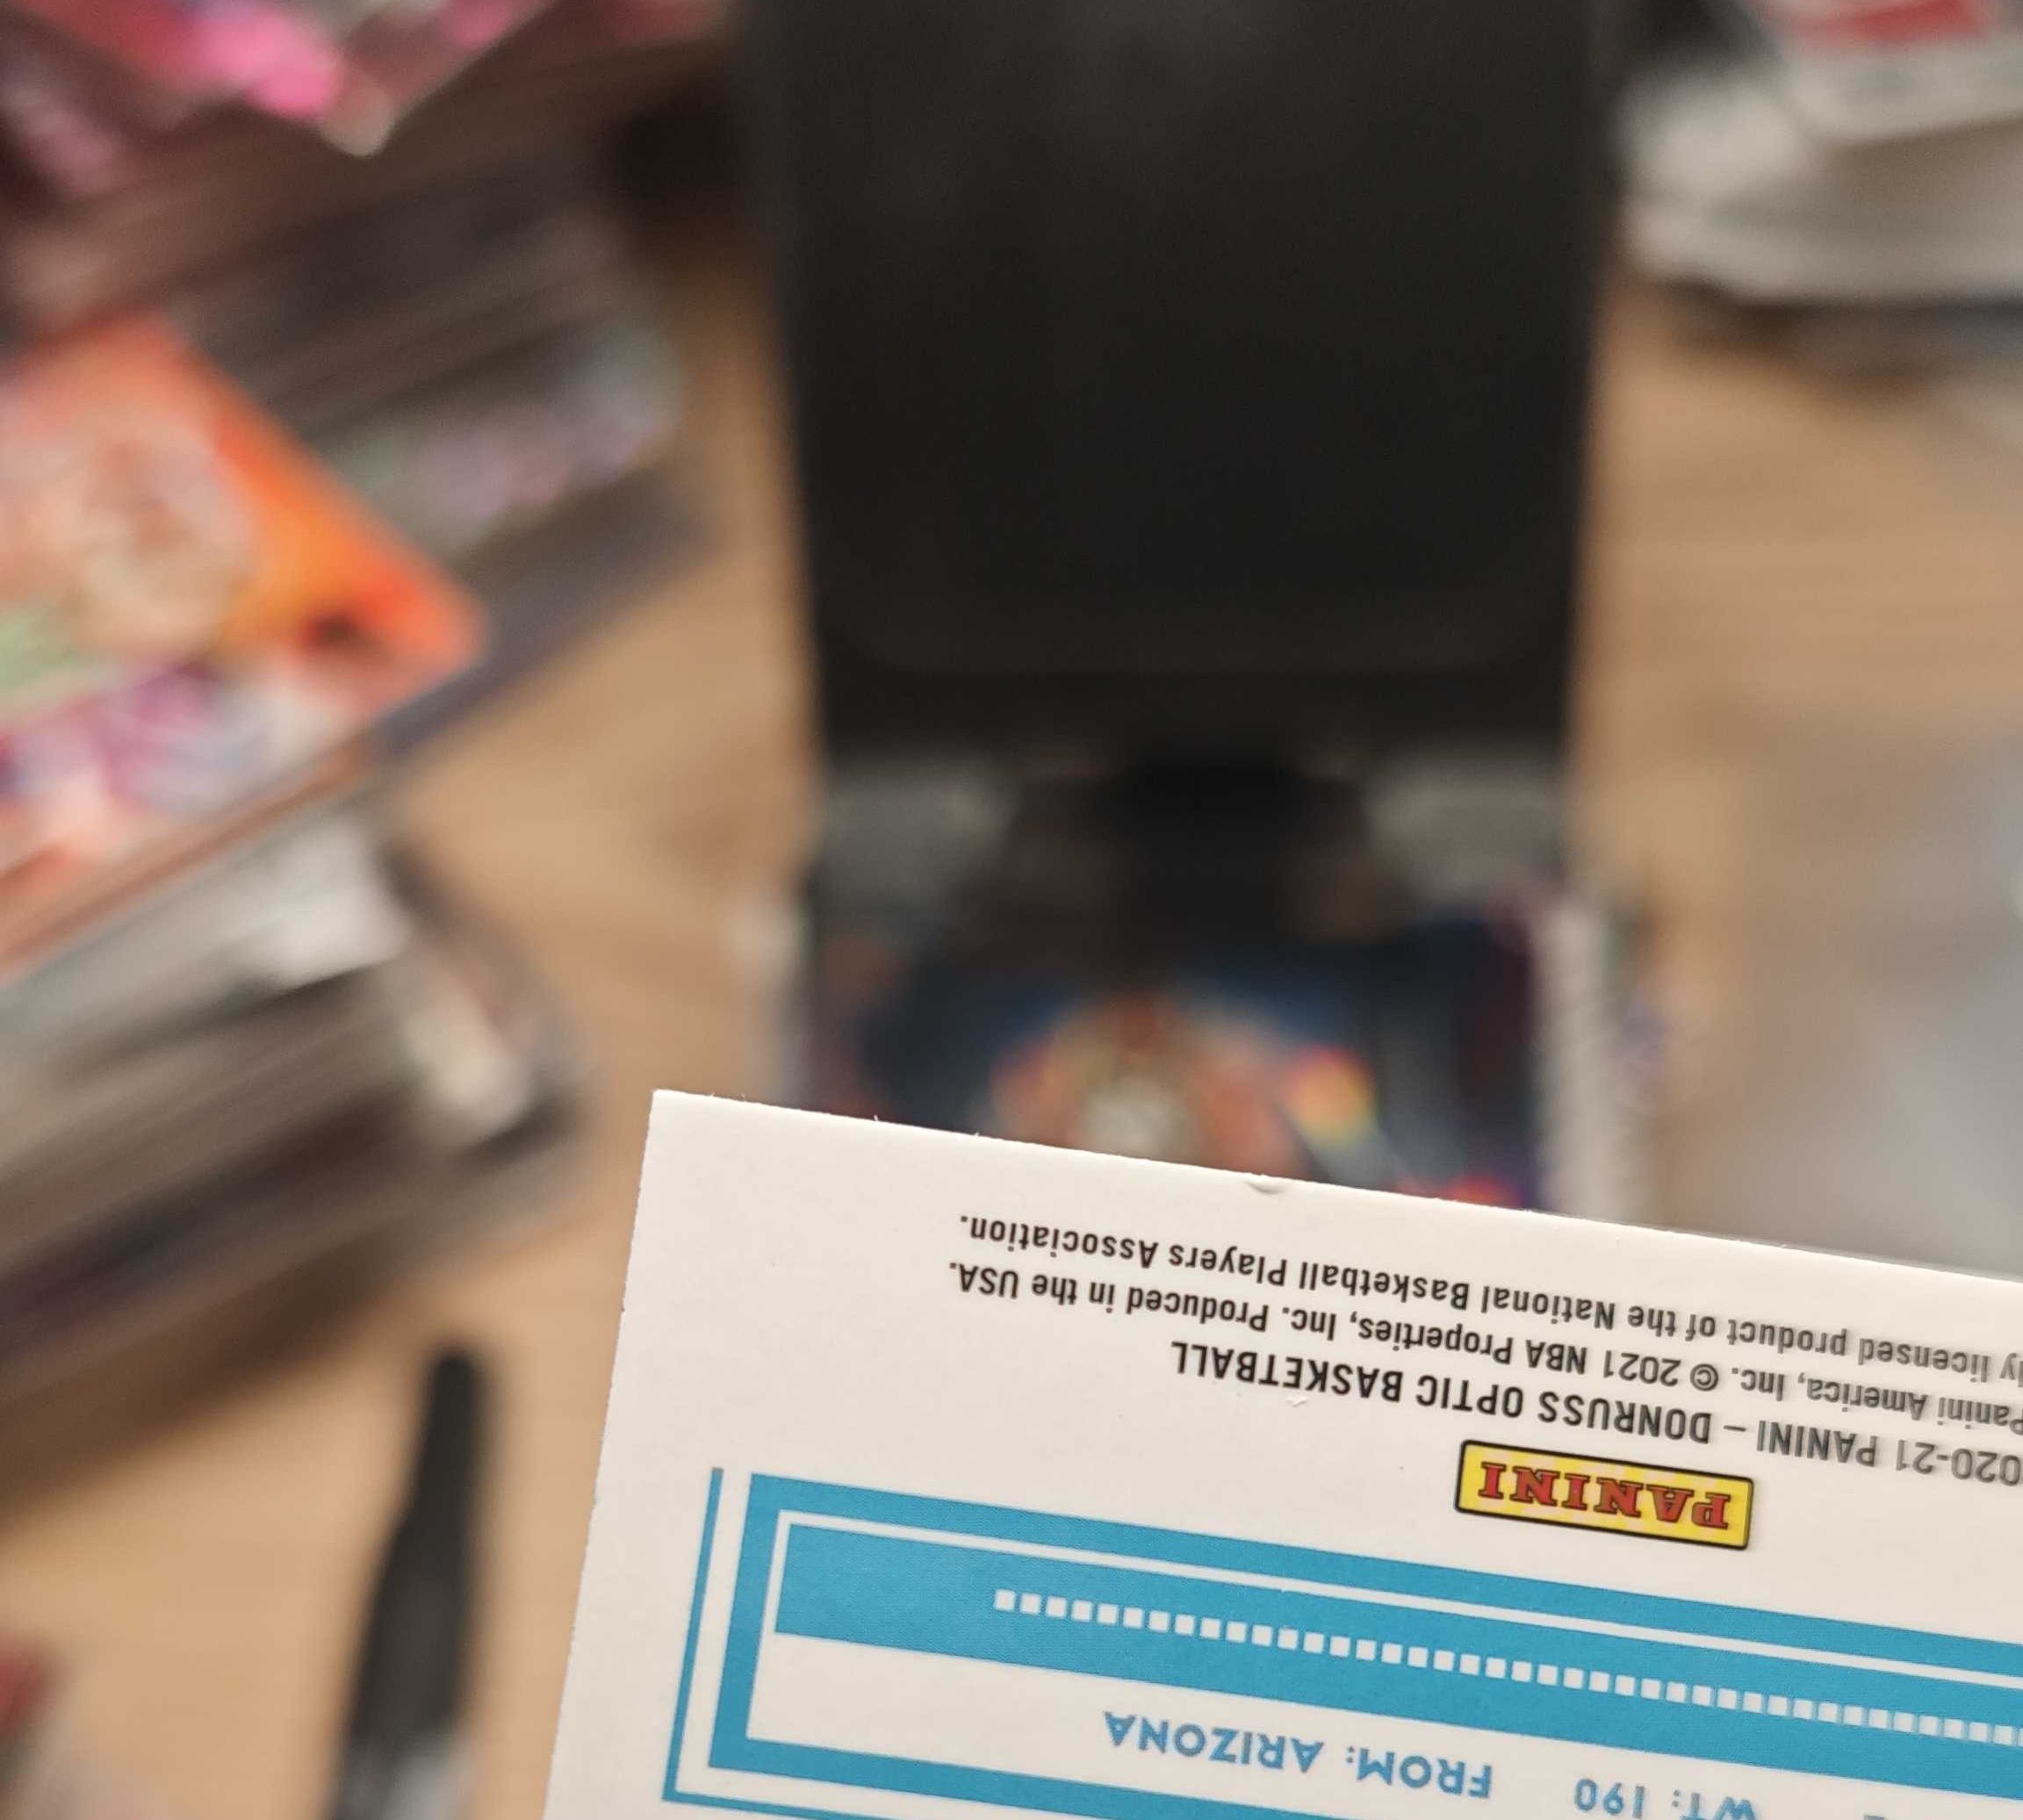 WT: 190 FROM: ARIZONA
PANINI
020-21 PANINI – DONRUSS OPTIC BASKETBALL
Panini America, Inc. © 2021 NBA Properties, Inc. Produced in the USA.
ly licensed product of the National Basketball Players Association.